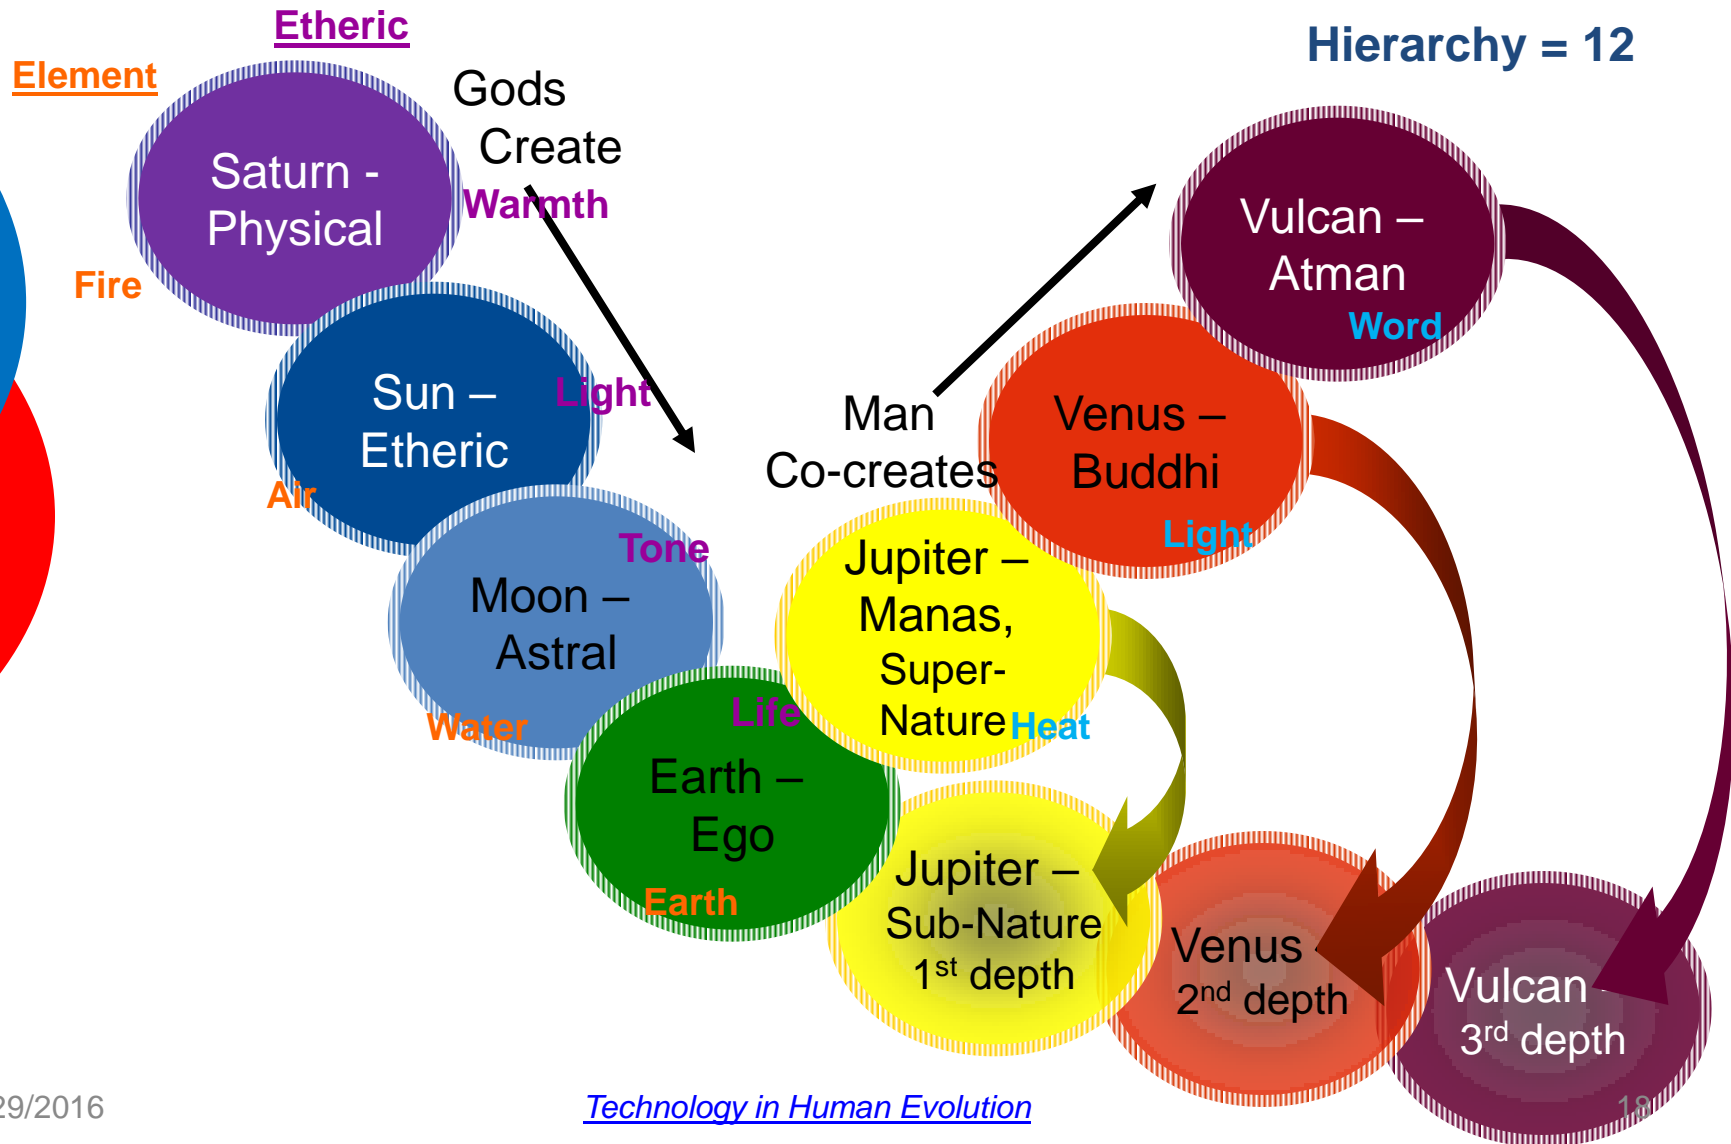 Etheric
Hierarchy = 12
Element
Gods
Create
Saturn -
Physical
Warmth
Fire
Vulcan –
Atman
Word
Sun –
Etheric
Light
Air
Man
Co-creates
Venus –
Buddhi
Light
Tone
Moon –
Astral
Water
Jupiter –
Manas,
Super-
Nature
Heat
Life
Earth –
Ego
Earth
Jupiter –
Sub-Nature
1st depth
Venus -
2nd depth
Vulcan -
3rd depth
29/2016
Technology in Human Evolution
18